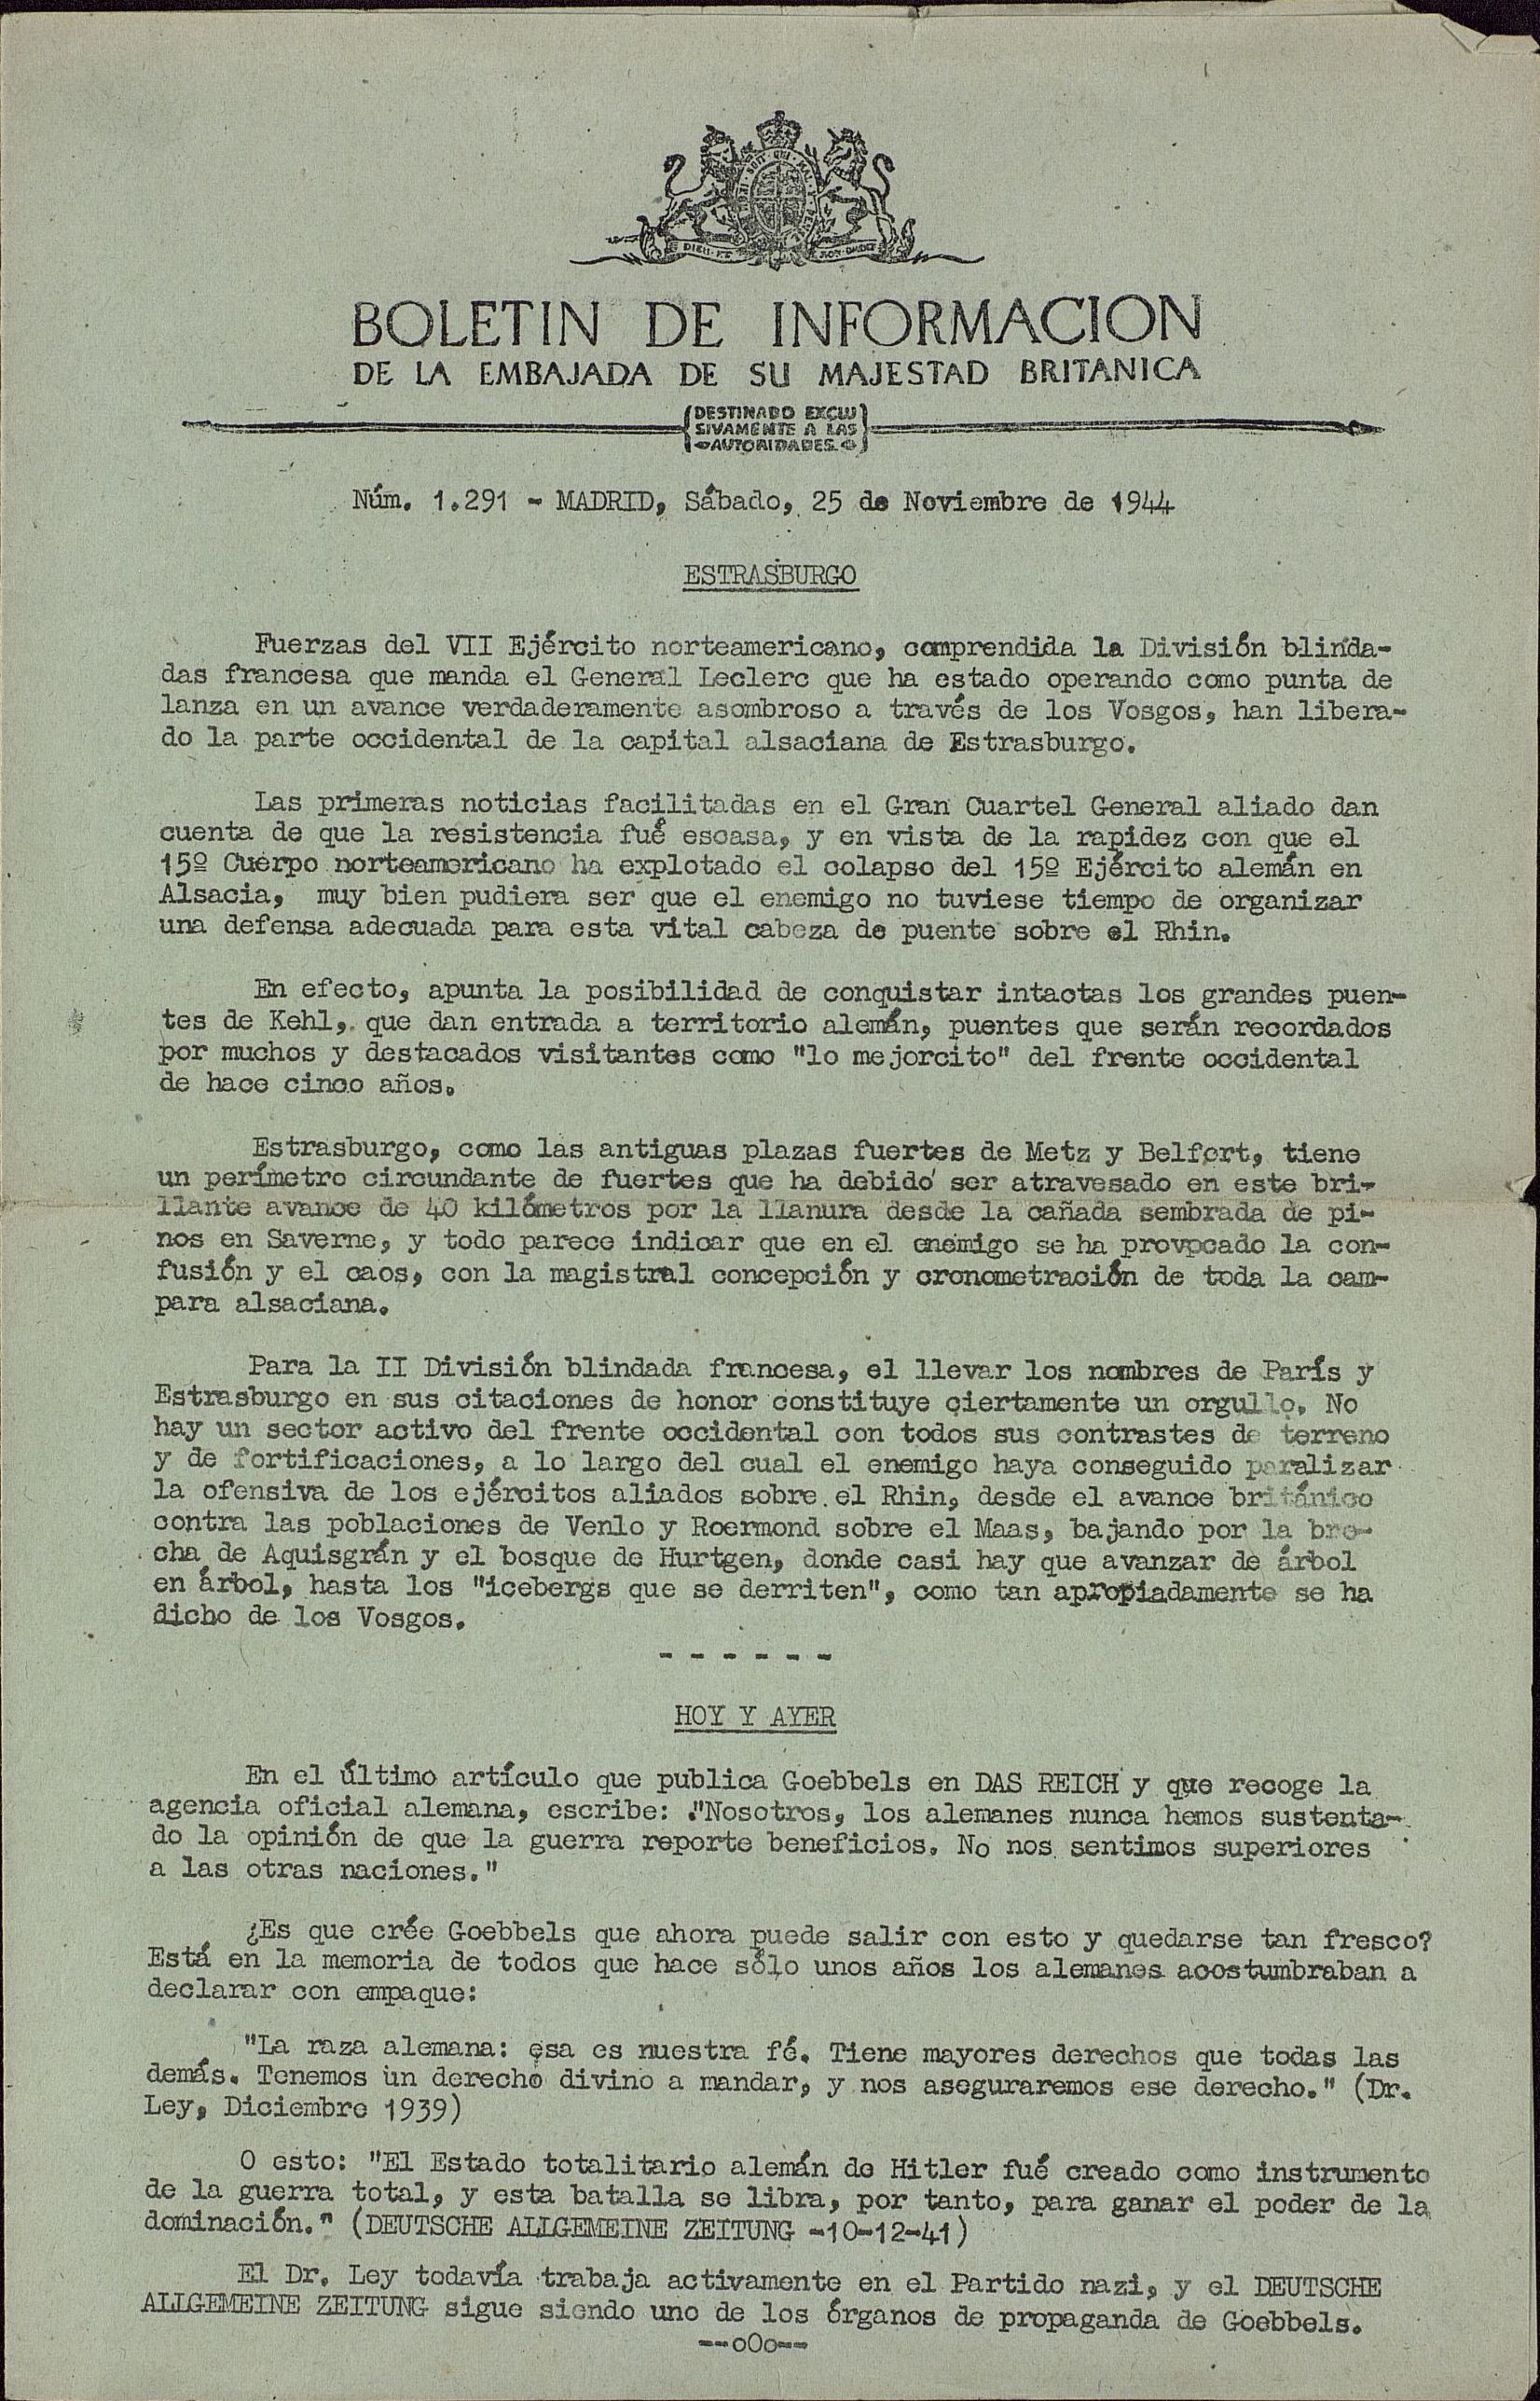 HONI·SOIT·QUI·MAL·Y
DIEU·ET MON·DROIT
BOLETIN DE INFORMACION
DE LA EMBAJADA DE SU MAJESTAD BRITANICA
DESTINADO EXCLU
SIVAMENTE A LAS
AUTORIDADES
Núm. 1.291 - MADRID, Sábado, 25 de Noviembre de 1944
ESTRASBURGO
Fuerzas del VII Ejército norteamericano, comprendida la División blinda-
das francesa que manda el General Leclerc que ha estado operando como punta de
lanza en un avance verdaderamente asombroso a través de los Vosgos, han libera-
do la parte occidental de la capital alsaciana de Estrasburgo.
Las primeras noticias facilitadas en el Gran Cuartel General aliado dan
cuenta de que la resistencia fué escasa, y en vista de la rapidez con que el
15º Cuerpo norteamericano ha explotado el colapso del 15º Ejército alemán en
Alsacia, muy bien pudiera ser que el enemigo no tuviese tiempo de organizar
una defensa adecuada para esta vital cabeza de puente sobre el Rhin.
En efecto, apunta la posibilidad de conquistar intactas los grandes puen-
tes de Kehl, que dan entrada a territorio alemán, puentes que serán recordados
por muchos y destacados visitantes como "lo mejorcito" del frente occidental
de hace cinco años.
Estrasburgo, como las antiguas plazas fuertes de Metz y Belfort, tiene
un perímetro circundante de fuertes que ha debido ser atravesado en este bri-
llante avance de 40 kilómetros por la llanura desde la cañada sembrada de pi-
nos en Saverne, y todo parece indicar que en el enemigo se ha provocado la con-
fusión y el caos, con la magistral concepción y cronometración de toda la cam-
para alsaciana.
Para la II División blindada francesa, el llevar los nombres de París y
Estrasburgo en sus citaciones de honor constituye ciertamente un orgullo. No
hay un sector activo del frente occidental con todos sus contrastes de terreno
y de fortificaciones, a lo largo del cual el enemigo haya conseguido paralizar
la ofensiva de los ejércitos aliados sobre el Rhin, desde el avance británico
contra las poblaciones de Venlo y Roermond sobre el Maas, bajando por la bre-
cha de Aquisgrán y el bosque de Hurtgen, donde casi hay que avanzar de árbol
en árbol, hasta los "icebergs que se derriten", como tan apropiadamente se ha
dicho de los Vosgos.
- - - - - -
HOY Y AYER
En el último artículo que publica Goebbels en DAS REICH y que recoge la
agencia oficial alemana, escribe: "Nosotros, los alemanes nunca hemos sustenta-
do la opinión de que la guerra reporte beneficios. No nos sentimos superiores
a las otras naciones."
¿Es que crée Goebbels que ahora puede salir con esto y quedarse tan fresco?
Está en la memoria de todos que hace sólo unos años los alemanes acostumbraban a
declarar con empaque:
"La raza alemana: esa es nuestra fé. Tiene mayores derechos que todas las
demás. Tenemos un derecho divino a mandar, y nos aseguraremos ese derecho." (Dr.
Ley, Diciembre 1939)
O esto: "El Estado totalitario alemán de Hitler fué creado como instrumento
de la guerra total, y esta batalla se libra, por tanto, para ganar el poder de la
dominación." (DEUTSCHE ALLGEMEINE ZEITUNG -10-12-41)
El Dr. Ley todavía trabaja activamente en el Partido nazi, y el DEUTSCHE
ALLGEMEINE ZEITUNG sigue siendo uno de los órganos de propaganda de Goebbels.
--oOo--